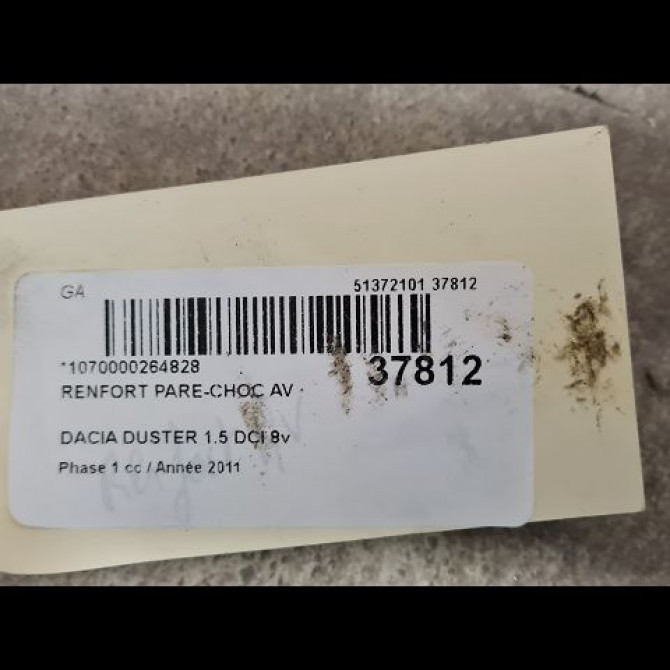 GA 51372101 37812
*1070000264828 37812
RENFORT PARE-CHOC AV
DACIA DUSTER 1.5 DCI 8v
Phase 1 cc / Année 2011